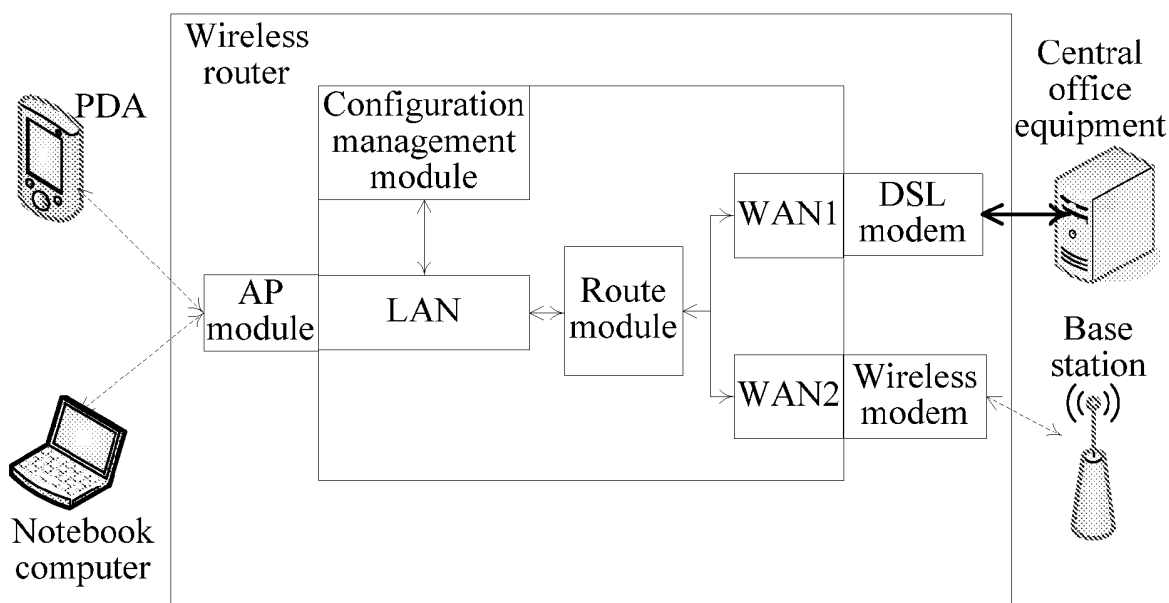 Wireless
router
PDA
Configuration
management
module
Central
office
equipment
WAN1
DSL
modem
AP
module
LAN
Route
module
WAN2
Wireless
modem
Base
station
Notebook
computer